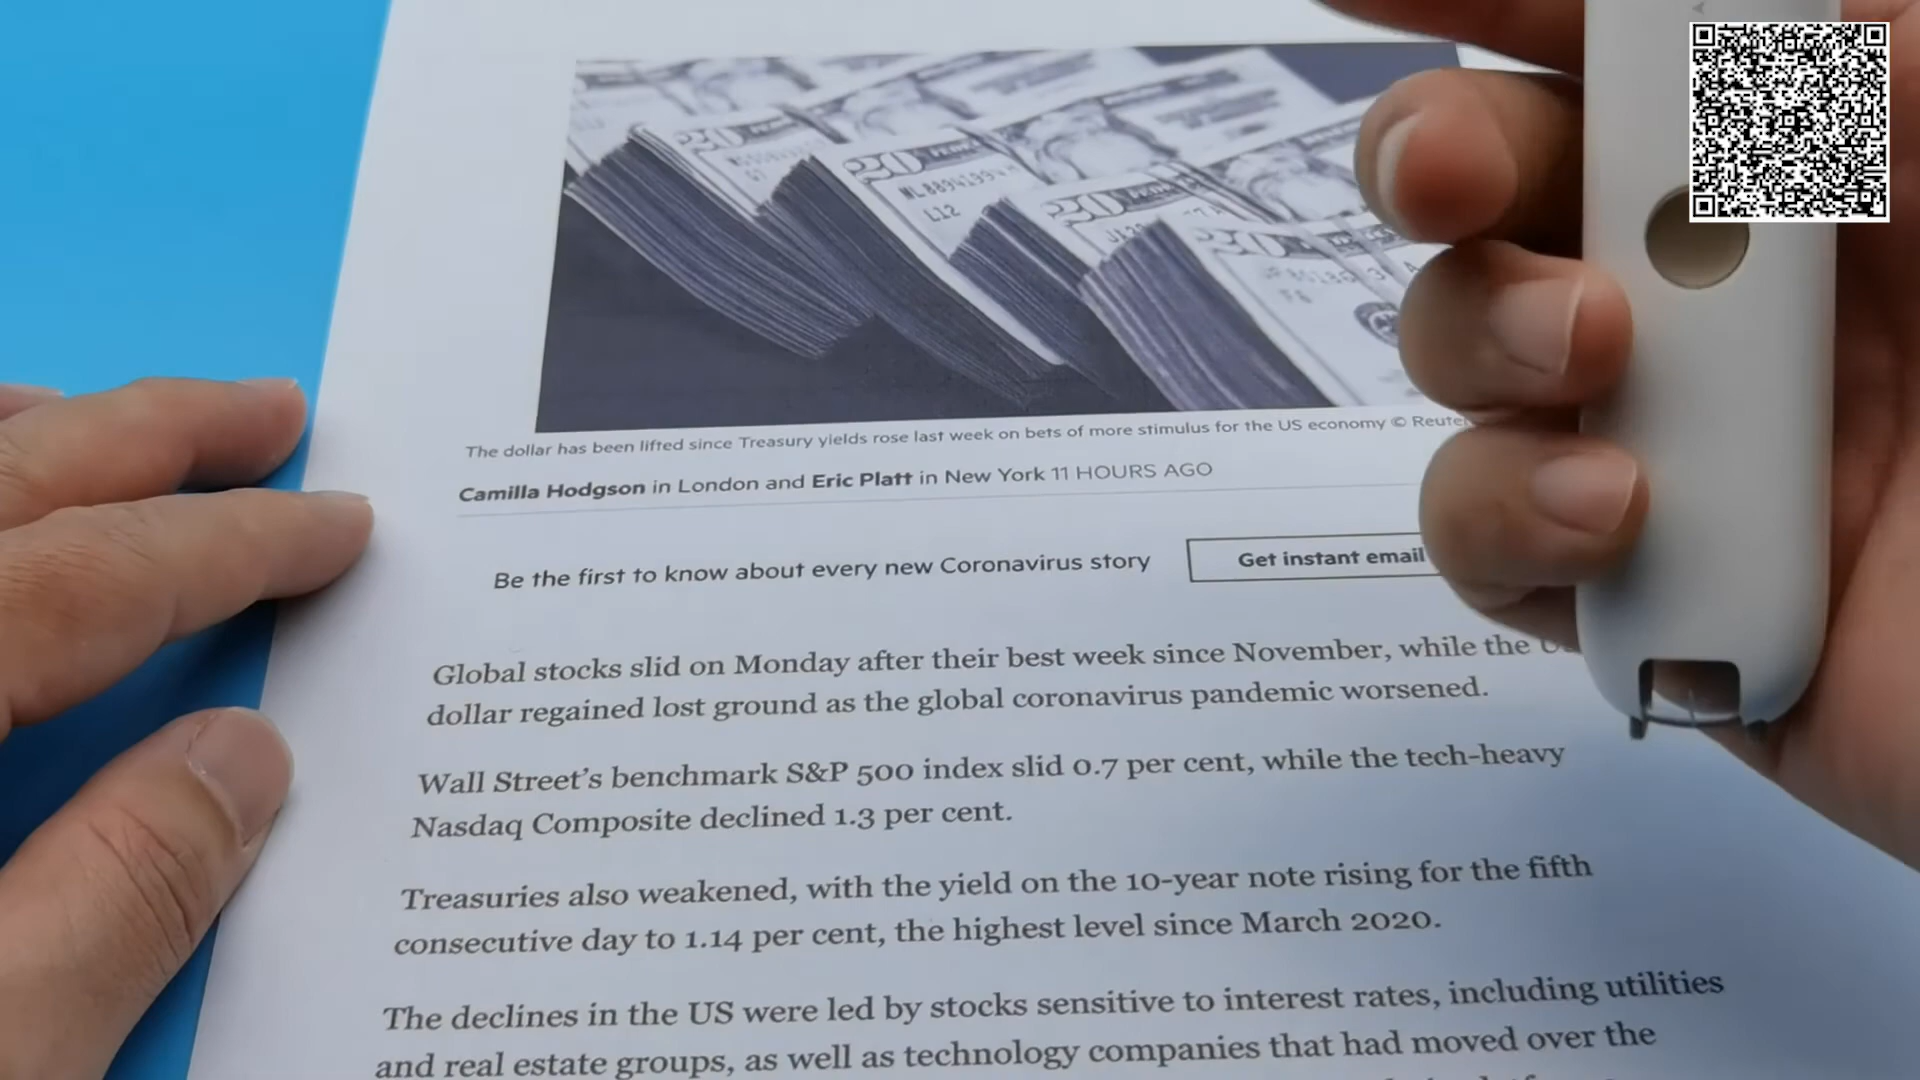 20
20
ML88941994
L12
20
20
F6
The dollar has been lifted since Treasury yields rose last week on bets of more stimulus for the US economy ©
Camilla Hodgson in London and Eric Platt in New York 11 HOURS AGO
Be the first to know about every new Coronavirus story
Get instant email
Global stocks slid on Monday after their best week since November, while the
dollar regained lost ground as the global coronavirus pandemic worsened.
Wall Street’s benchmark S&P 500 index slid 0.7 per cent, while the tech-heavy
Nasdaq Composite declined 1.3 per cent.
Treasuries also weakened, with the yield on the 10-year note rising for the fifth
consecutive day to 1.14 per cent, the highest level since March 2020.
The declines in the US were led by stocks sensitive to interest rates, including utilities
and real estate groups, as well as technology companies that had moved over the